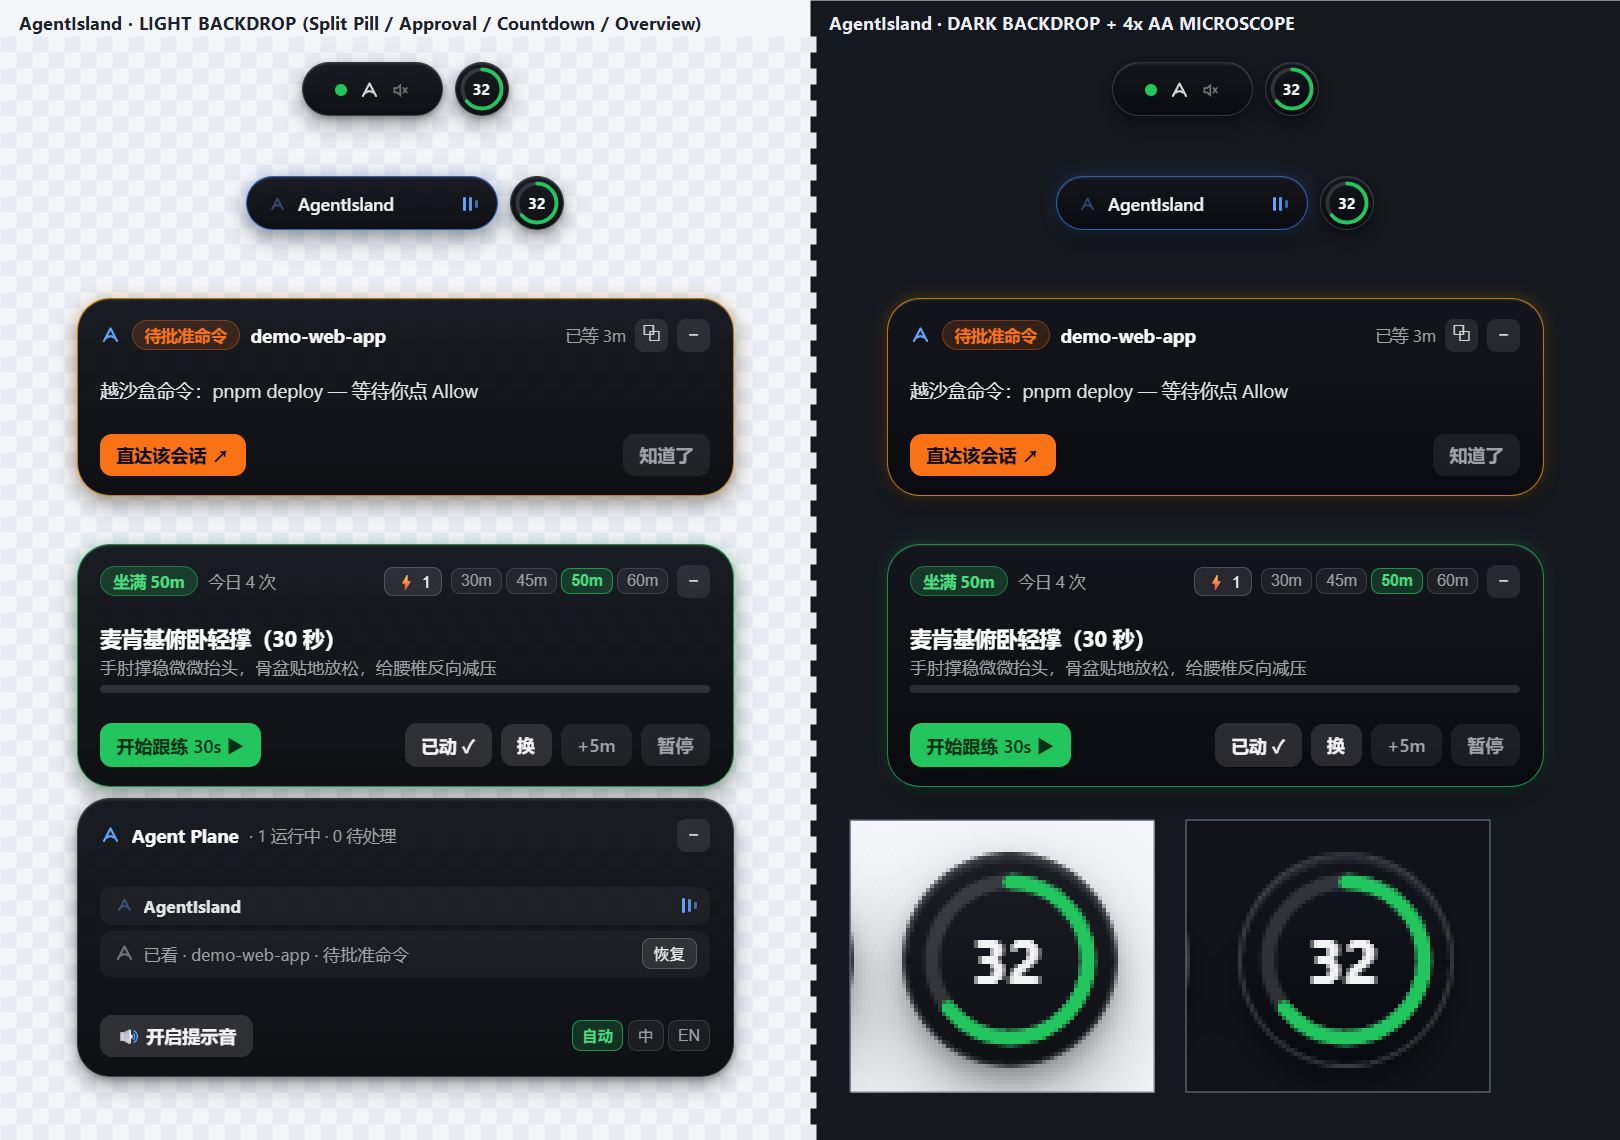 AgentIsland · LIGHT BACKDROP (Split Pill / Approval / Countdown / Overview)
32
AgentIsland
32
待批准命令 demo-web-app 已等 3m −
越沙盒命令：pnpm deploy — 等待你点 Allow
直达该会话 ↗ 知道了
坐满 50m 今日 4 次 ⚡ 1 30m 45m 50m 60m −
麦肯基俯卧轻撑（30 秒）
手肘撑稳微微抬头，骨盆贴地放松，给腰椎反向减压
开始跟练 30s ▶ 已动 ✓ 换 +5m 暂停
Agent Plane · 1 运行中 · 0 待处理 −
AgentIsland
已看 · demo-web-app · 待批准命令 恢复
🔊 开启提示音 自动 中 EN
AgentIsland · DARK BACKDROP + 4x AA MICROSCOPE
32
AgentIsland
32
待批准命令 demo-web-app 已等 3m −
越沙盒命令：pnpm deploy — 等待你点 Allow
直达该会话 ↗ 知道了
坐满 50m 今日 4 次 ⚡ 1 30m 45m 50m 60m −
麦肯基俯卧轻撑（30 秒）
手肘撑稳微微抬头，骨盆贴地放松，给腰椎反向减压
开始跟练 30s ▶ 已动 ✓ 换 +5m 暂停
32
32